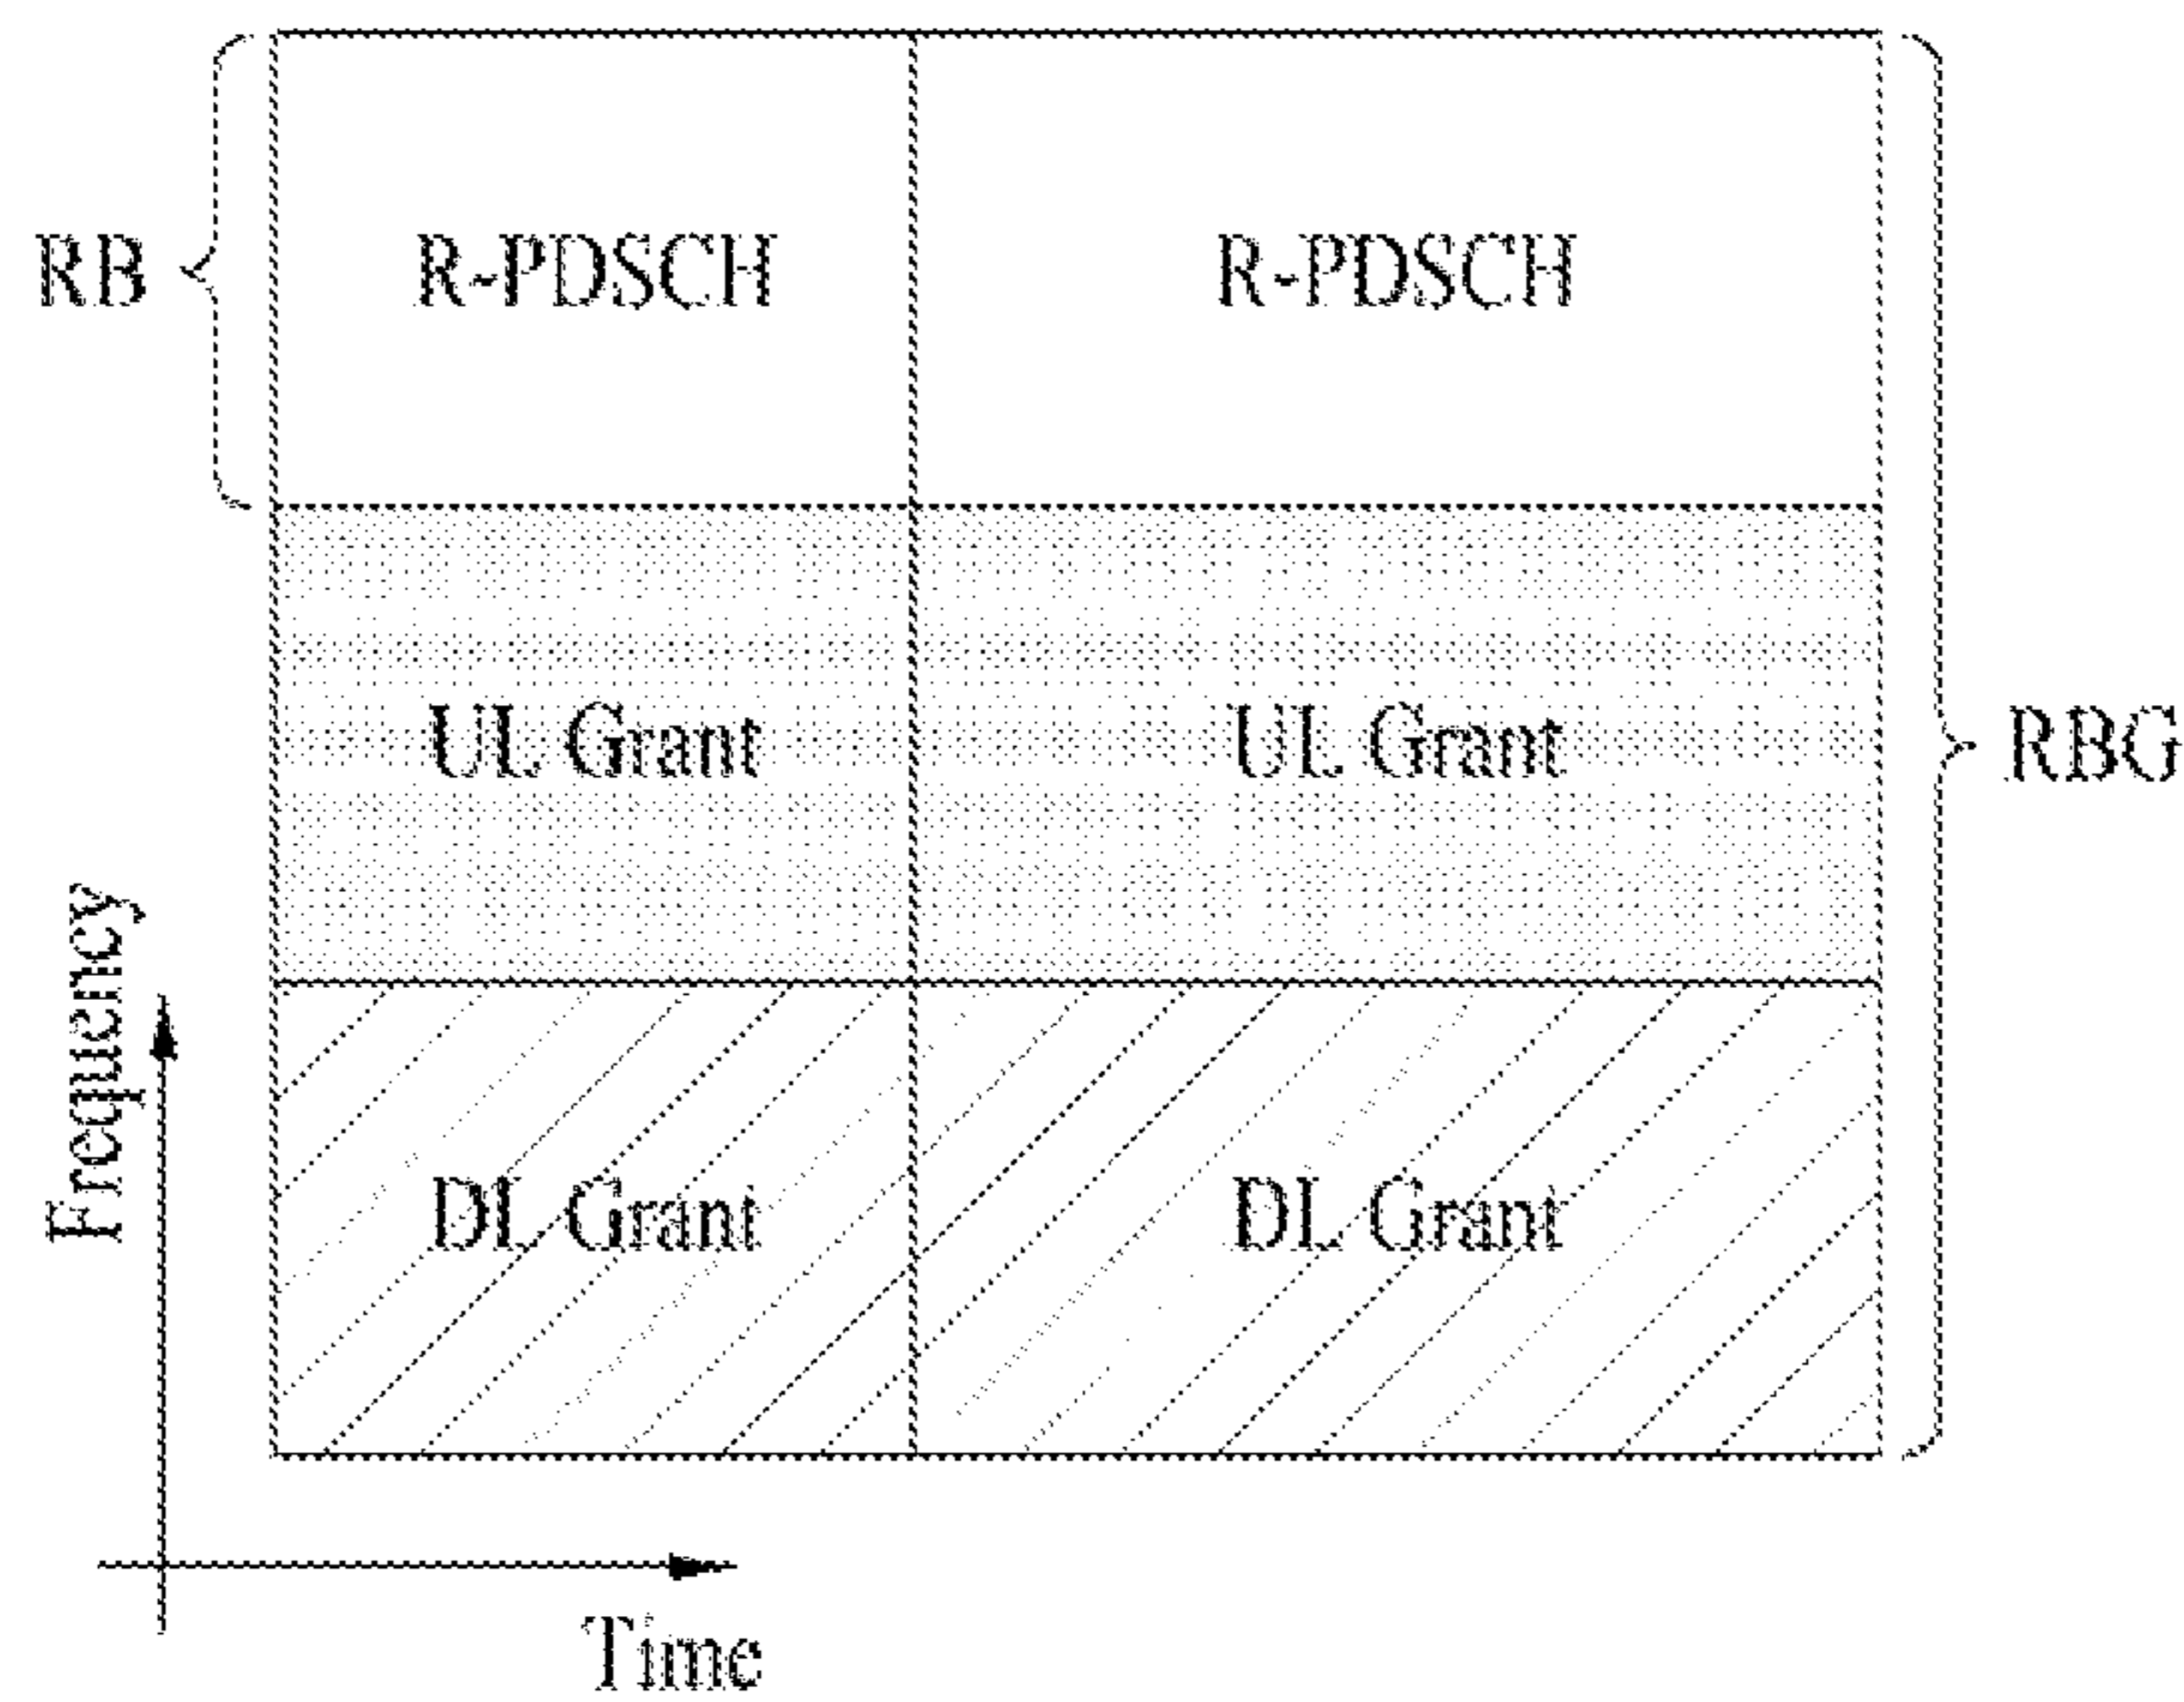 RB
R-PDSCH
R-PDSCH
UL Grant
UL Grant
RBG
Frequency
DL Grant
DL Grant
Time